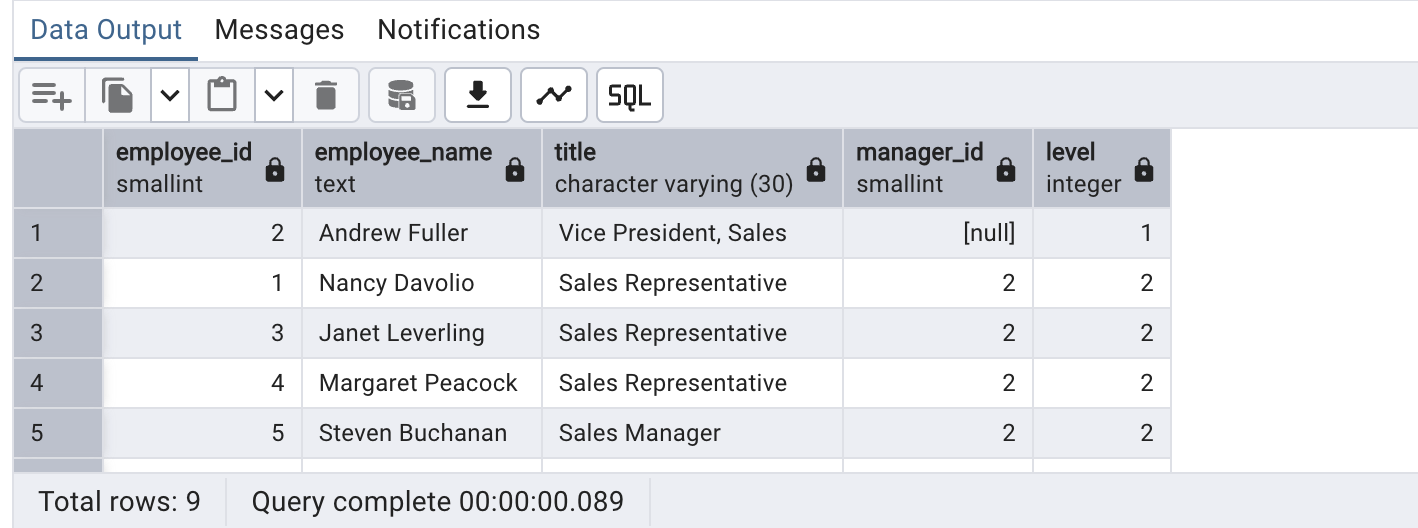 Data Output Messages Notifications
SQL
employee_id employee_name title manager_id level
smallint text character varying (30) smallint integer
1 2 Andrew Fuller Vice President, Sales [null] 1
2 1 Nancy Davolio Sales Representative 2 2
3 3 Janet Leverling Sales Representative 2 2
4 4 Margaret Peacock Sales Representative 2 2
5 5 Steven Buchanan Sales Manager 2 2
Total rows: 9 Query complete 00:00:00.089